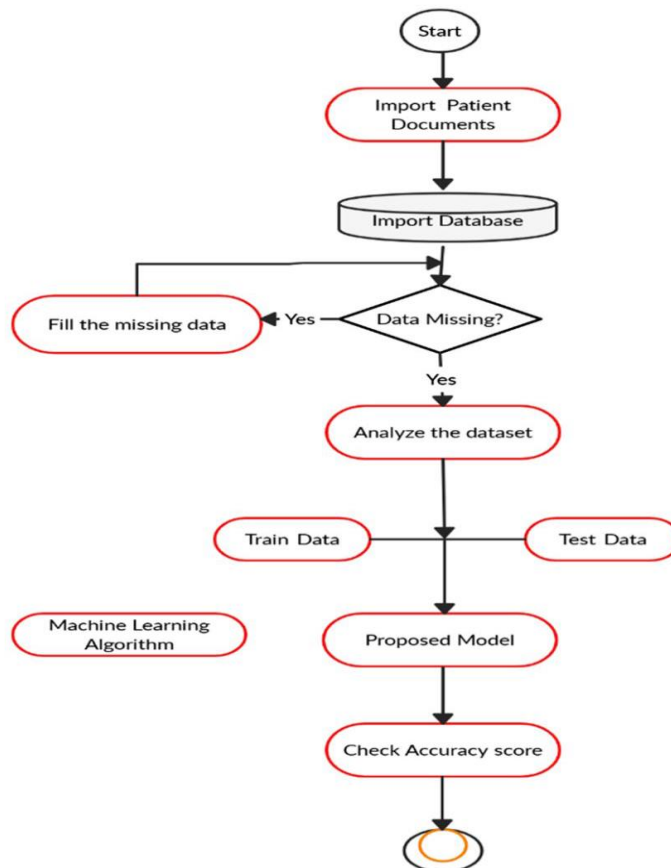 Start
Import Patient
Documents
Import Database
Fill the missing data
Yes
Data Missing?
Yes
Analyze the dataset
Train Data
Test Data
Machine Learning
Algorithm
Proposed Model
Check Accuracy score